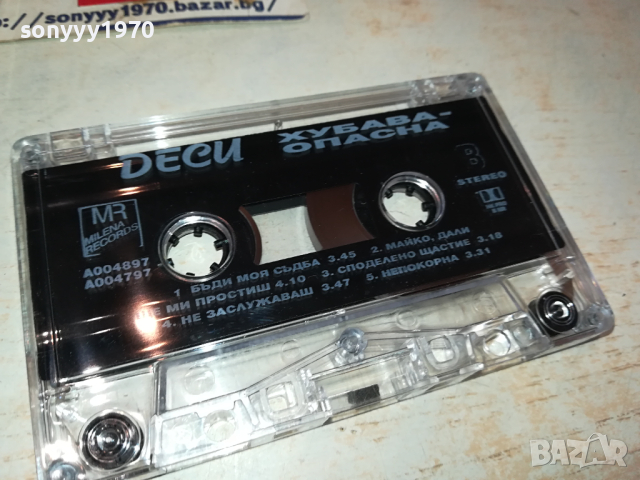 sonyyy1970
http://sonyyy1970.bazar.bg/
ДЕСИ
ХУБАВА-
ОПАСНА
STEREO
MR
MILENA
RECORDS
A004897
A004797
1. БЪДИ МОЯ СЪДБА 3.45 2. МАЙКО, ДАЛИ
ЩЕ МИ ПРОСТИШ 4.10 3. СПОДЕЛЕНО ЩАСТИЕ 3.18
4. НЕ ЗАСЛУЖАВАШ 3.47 5. НЕПОКОРНА 3.31
sonyyy1970
BAZAR